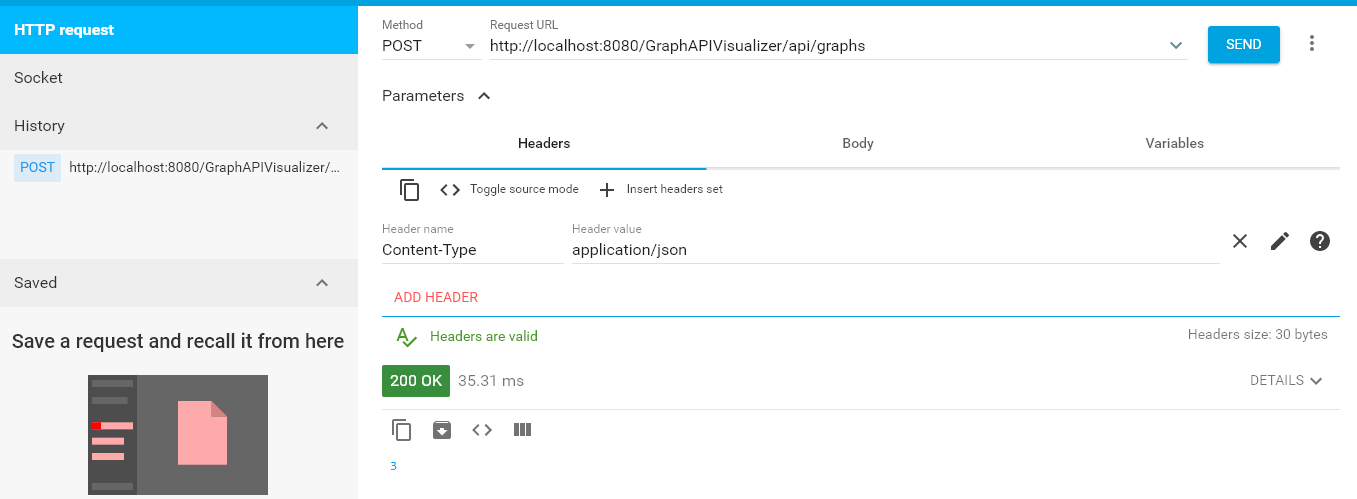 HTTP request
Socket
History
POST http://localhost:8080/GraphAPIVisualizer/...
Saved
Save a request and recall it from here
Method
POST
Request URL
http://localhost:8080/GraphAPIVisualizer/api/graphs
SEND
Parameters
Headers Body Variables
Toggle source mode Insert headers set
Header name
Content-Type
Header value
application/json
ADD HEADER
Headers are valid Headers size: 30 bytes
200 OK 35.31 ms DETAILS
3